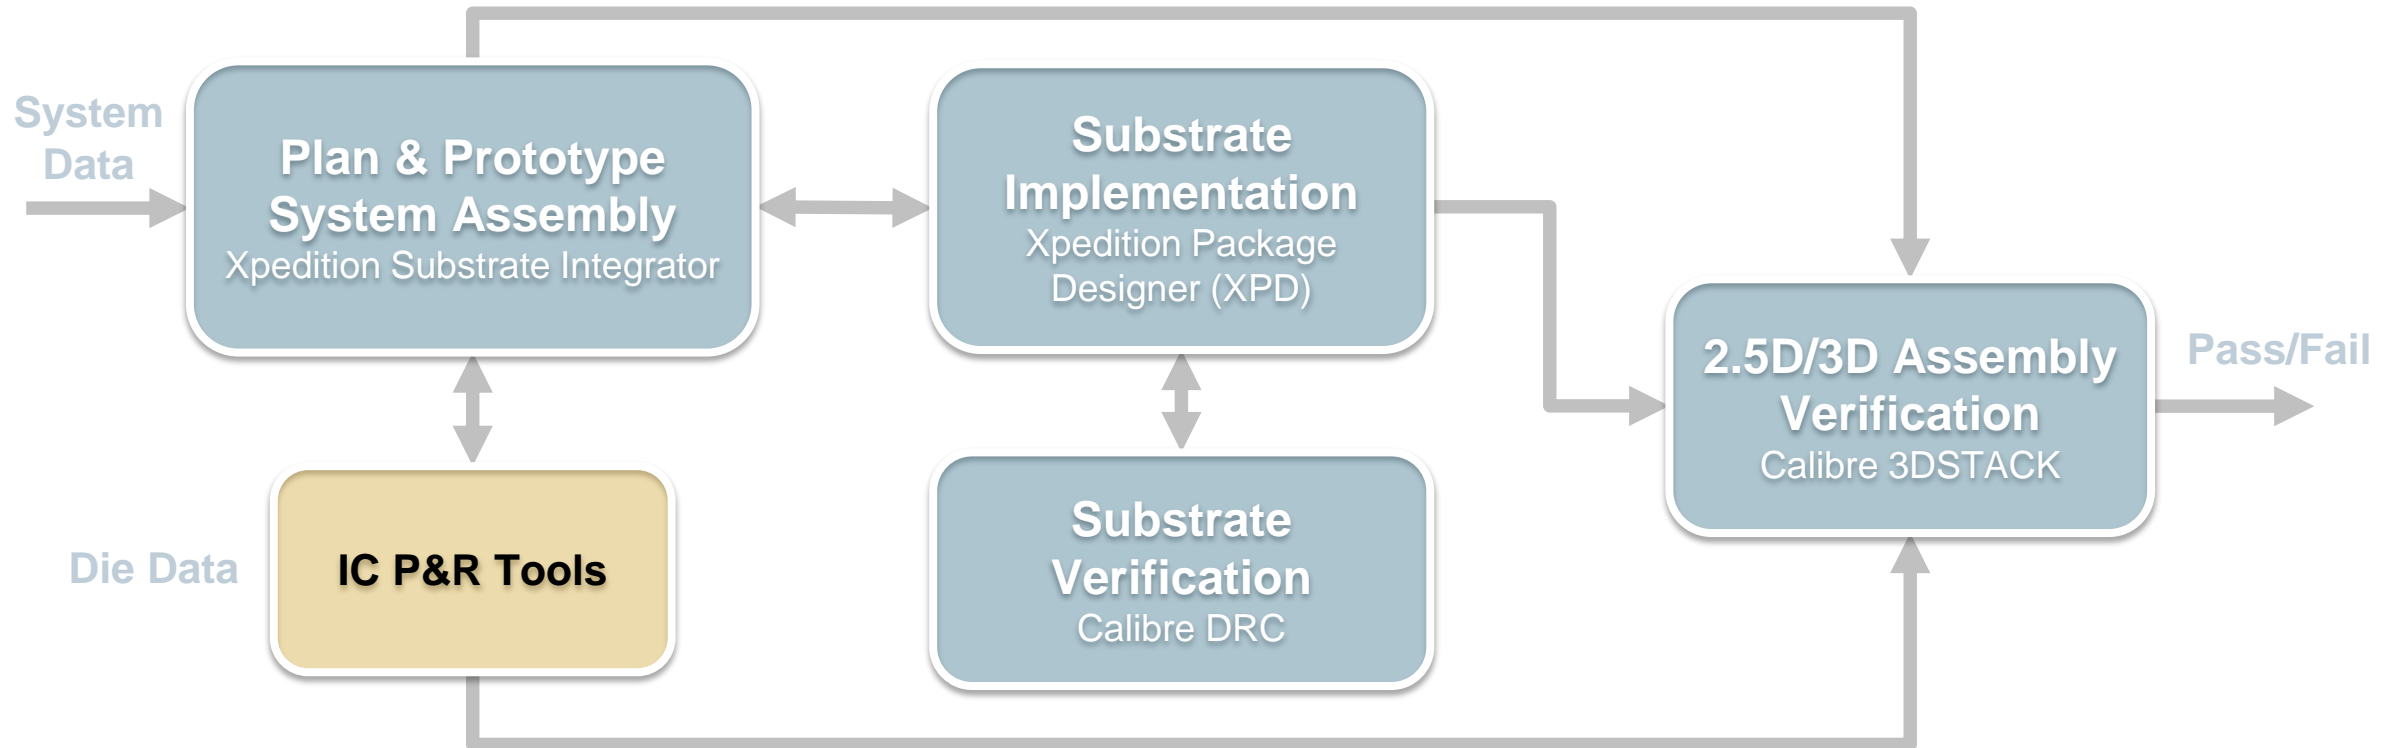 System
Data
Plan & Prototype
System Assembly
Xpedition Substrate Integrator
Substrate
Implementation
Xpedition Package
Designer (XPD)
2.5D/3D Assembly
Verification
Calibre 3DSTACK
Pass/Fail
Die Data
IC P&R Tools
Substrate
Verification
Calibre DRC